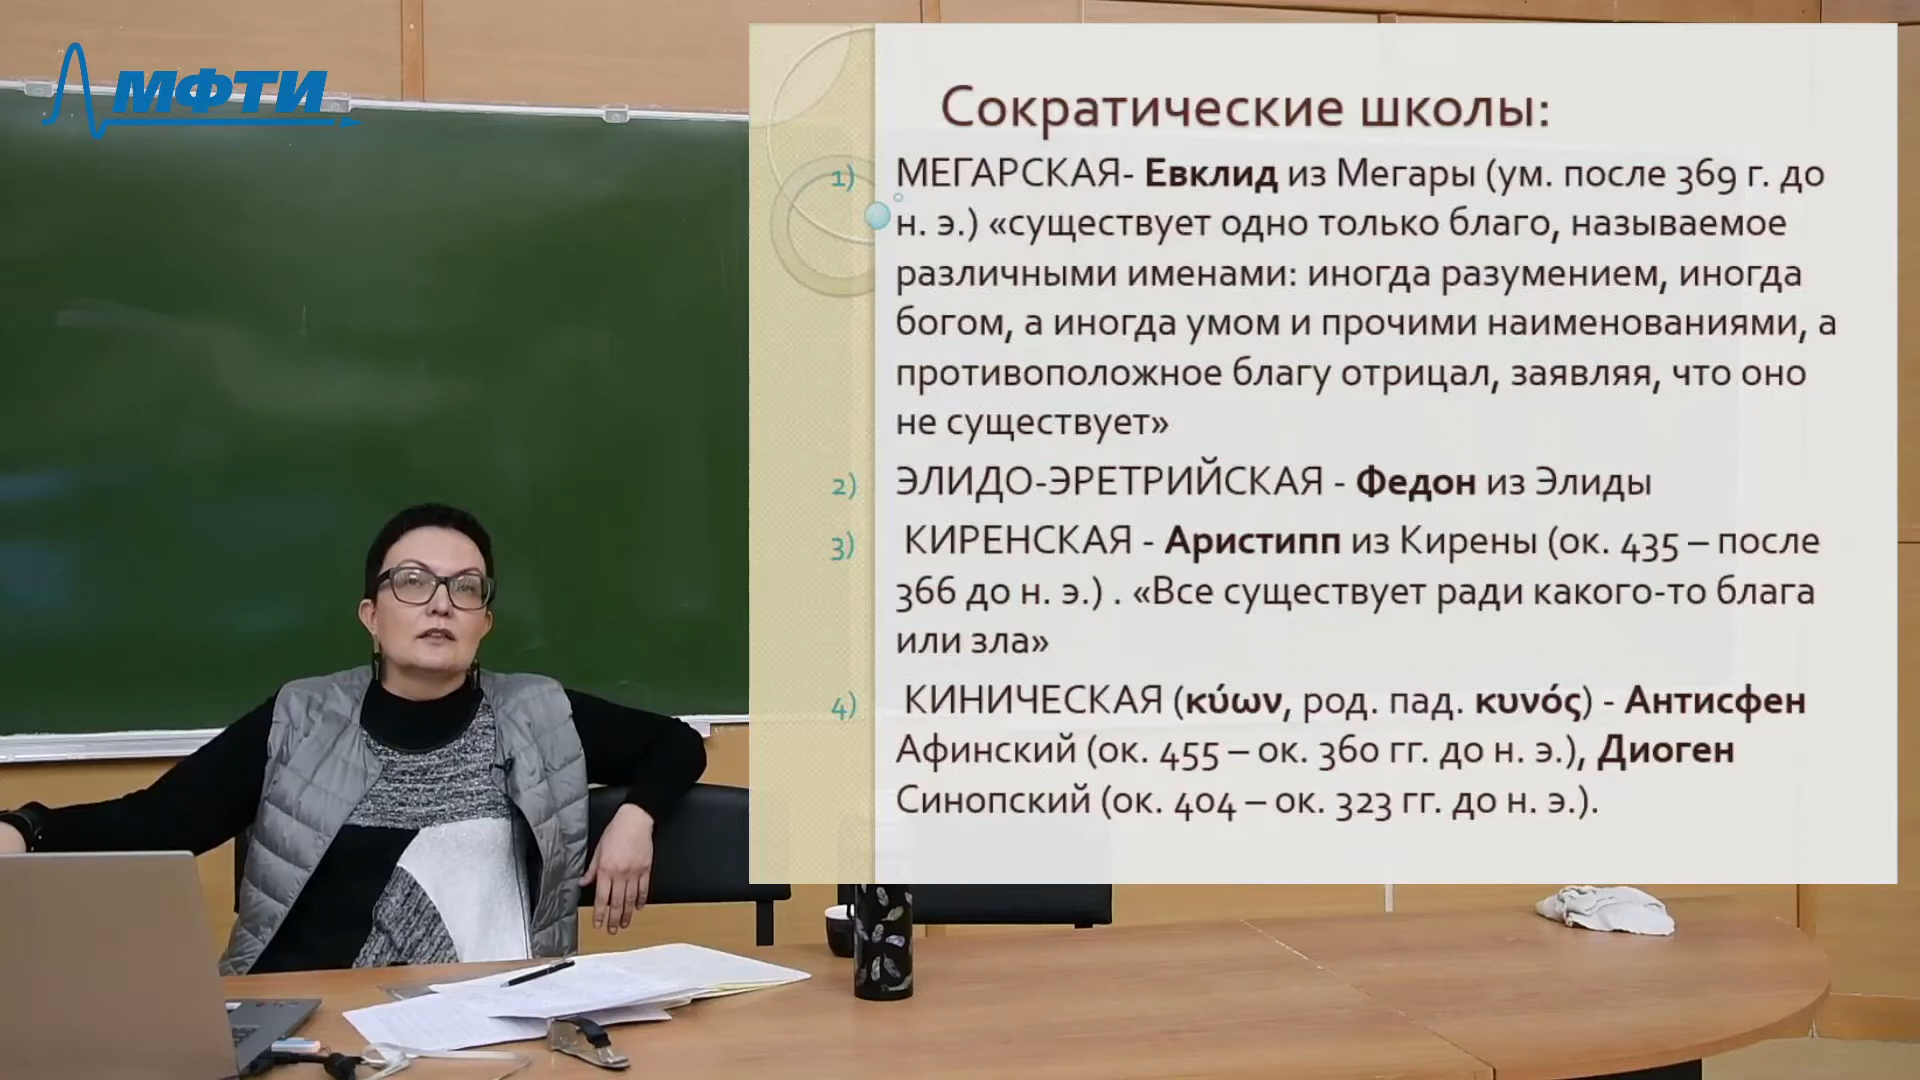 МФТИ
Сократические школы:
1) МЕГАРСКАЯ- Евклид из Мегары (ум. после 369 г. до
н. э.) «существует одно только благо, называемое
различными именами: иногда разумением, иногда
богом, а иногда умом и прочими наименованиями, а
противоположное благу отрицал, заявляя, что оно
не существует»
2) ЭЛИДО-ЭРЕТРИЙСКАЯ - Федон из Элиды
3) КИРЕНСКАЯ - Аристипп из Кирены (ок. 435 – после
366 до н. э.) . «Все существует ради какого-то блага
или зла»
4) КИНИЧЕСКАЯ (κύων, род. пад. κυνός) - Антисфен
Афинский (ок. 455 – ок. 360 гг. до н. э.), Диоген
Синопский (ок. 404 – ок. 323 гг. до н. э.).